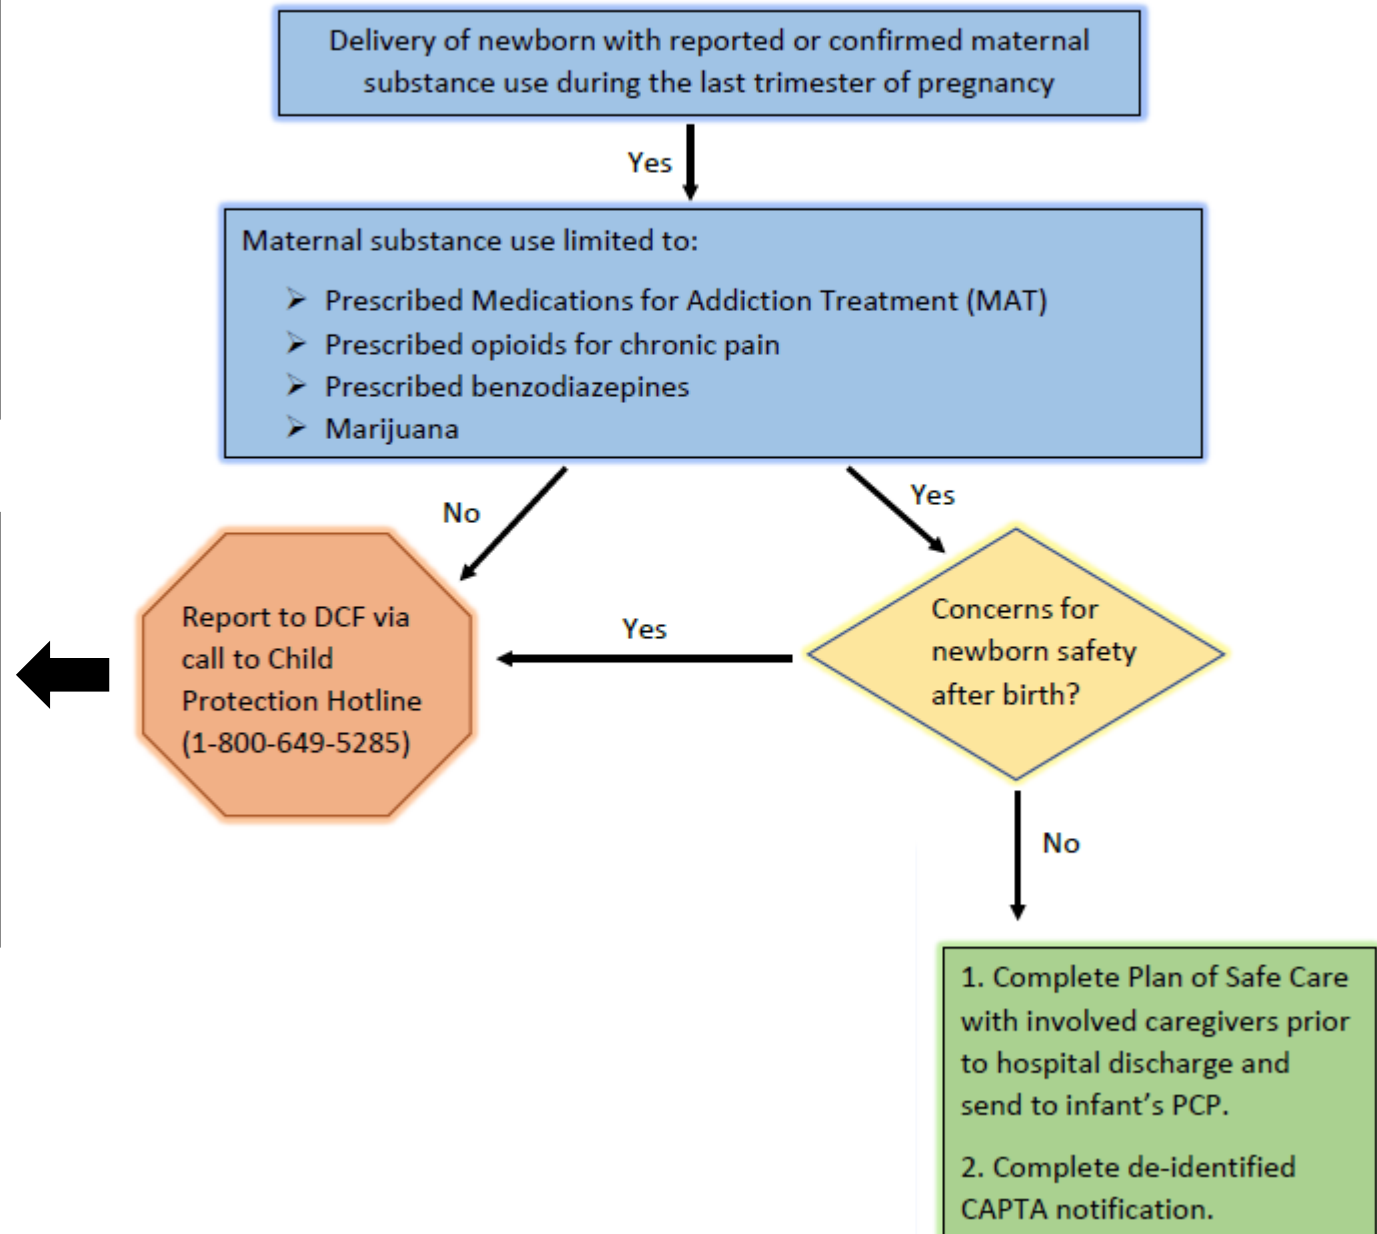 Delivery of newborn with reported or confirmed maternal
substance use during the last trimester of pregnancy
Yes
Maternal substance use limited to:
➢ Prescribed Medications for Addiction Treatment (MAT)
➢ Prescribed opioids for chronic pain
➢ Prescribed benzodiazepines
➢ Marijuana
No
Yes
Report to DCF via
call to Child
Protection Hotline
(1-800-649-5285)
Yes
Concerns for
newborn safety
after birth?
No
1. Complete Plan of Safe Care
with involved caregivers prior
to hospital discharge and
send to infant’s PCP.
2. Complete de-identified
CAPTA notification.